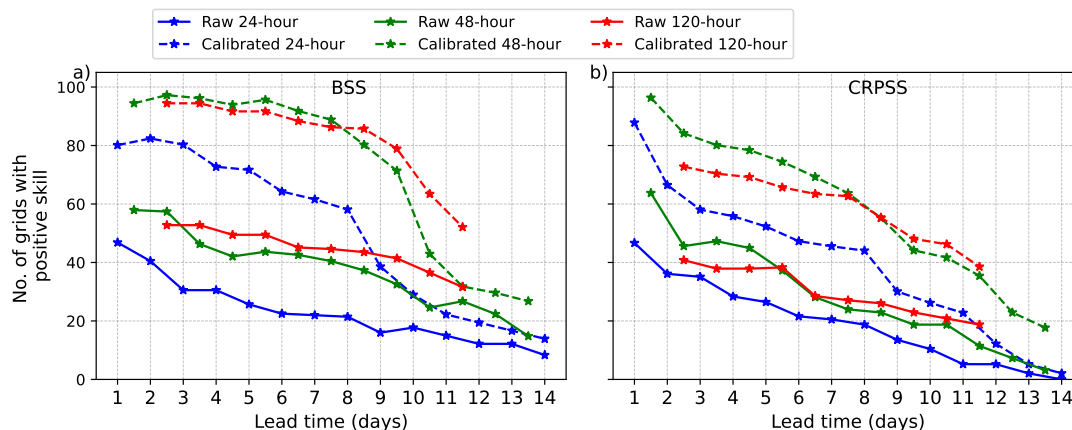 Raw 24-hour
Calibrated 24-hour
Raw 48-hour
Calibrated 48-hour
Raw 120-hour
Calibrated 120-hour
a)
BSS
No. of grids with
positive skill
100
80
60
40
20
0
1 2 3 4 5 6 7 8 9 10 11 12 13 14
Lead time (days)
b)
CRPSS
1 2 3 4 5 6 7 8 9 10 11 12 13 14
Lead time (days)